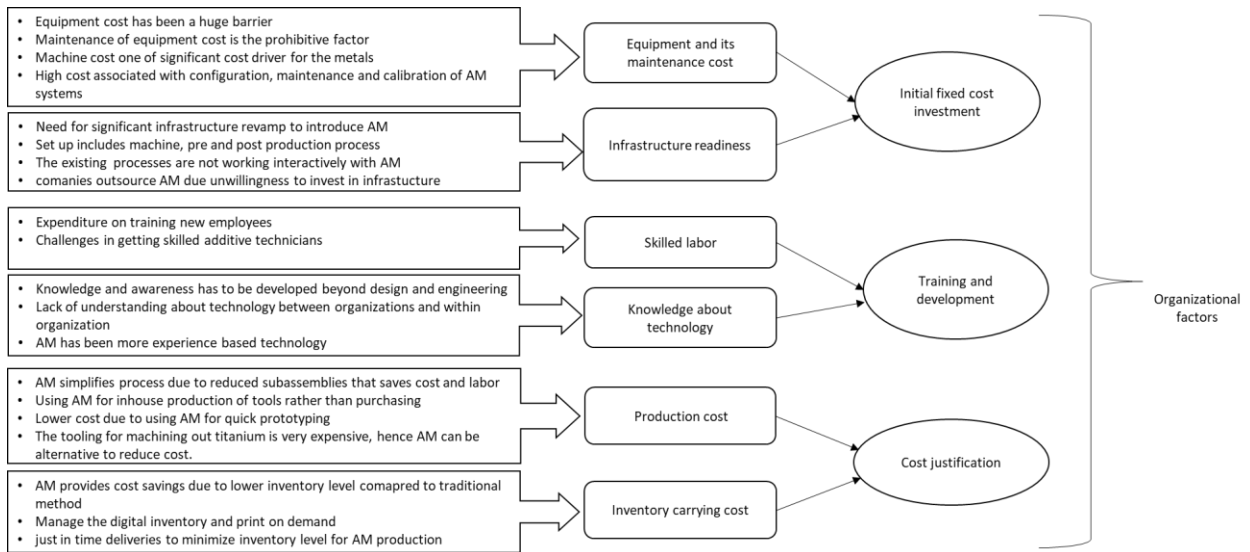 • Equipment cost has been a huge barrier
• Maintenance of equipment cost is the prohibitive factor
• Machine cost one of significant cost driver for the metals
• High cost associated with configuration, maintenance and calibration of AM
systems
Equipment and its
maintenance cost
• Need for significant infrastructure revamp to introduce AM
• Set up includes machine, pre and post production process
• The existing processes are not working interactively with AM
• comanies outsource AM due unwillingness to invest in infrastucture
Infrastructure readiness
Initial fixed cost
investment
• Expenditure on training new employees
• Challenges in getting skilled additive technicians
Skilled labor
• Knowledge and awareness has to be developed beyond design and engineering
• Lack of understanding about technology between organizations and within
organization
• AM has been more experience based technology
Knowledge about
technology
Training and
development
• AM simplifies process due to reduced subassemblies that saves cost and labor
• Using AM for inhouse production of tools rather than purchasing
• Lower cost due to using AM for quick prototyping
• The tooling for machining out titanium is very expensive, hence AM can be
alternative to reduce cost.
Production cost
• AM provides cost savings due to lower inventory level comapred to traditional
method
• Manage the digital inventory and print on demand
• just in time deliveries to minimize inventory level for AM production
Inventory carrying cost
Cost justification
Organizational
factors